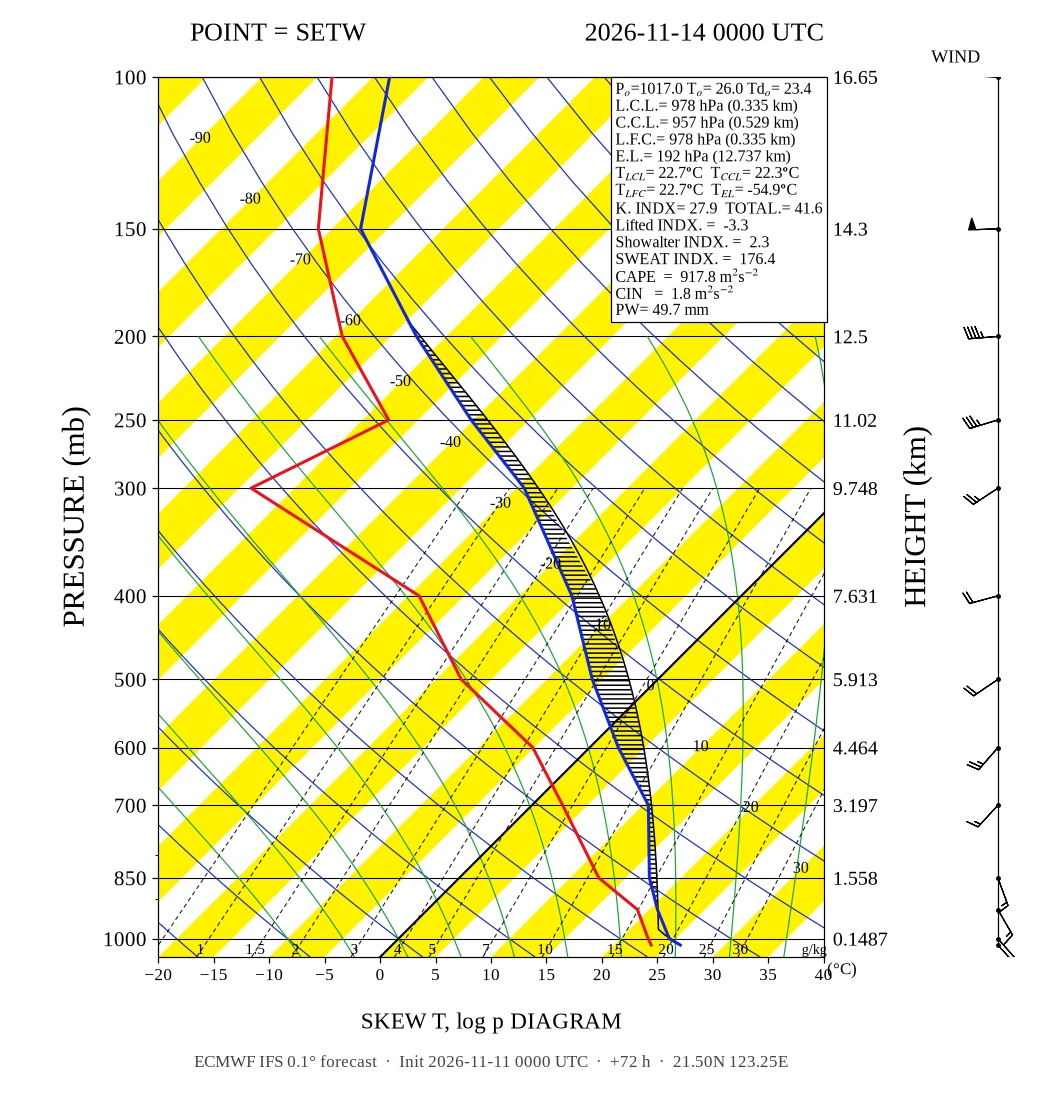 POINT = SETW 2026-11-14 0000 UTC
WIND
100 16.65
Pₒ=1017.0 Tₒ= 26.0 Tdₒ= 23.4
L.C.L.= 978 hPa (0.335 km)
C.C.L.= 957 hPa (0.529 km)
L.F.C.= 978 hPa (0.335 km)
E.L.= 192 hPa (12.737 km)
T_LCL= 22.7°C T_CCL= 22.3°C
T_LFC= 22.7°C T_EL= -54.9°C
K. INDX= 27.9 TOTAL.= 41.6
Lifted INDX. = -3.3
Showalter INDX. = 2.3
SWEAT INDX. = 176.4
CAPE = 917.8 m²s⁻²
CIN = 1.8 m²s⁻²
PW= 49.7 mm
-90
-80
150 14.3
-70
-60
200 12.5
-50
250 11.02
-40
300 9.748
-30
-20
400 7.631
-10
500 5.913
0
600 4.464
10
700 3.197
20
850 1.558
30
1000 0.1487
1 1.5 2 3 4 5 7 10 15 20 25 30 g/kg
−20 −15 −10 −5 0 5 10 15 20 25 30 35 40 (°C)
PRESSURE (mb)
HEIGHT (km)
SKEW T, log p DIAGRAM
ECMWF IFS 0.1° forecast · Init 2026-11-11 0000 UTC · +72 h · 21.50N 123.25E